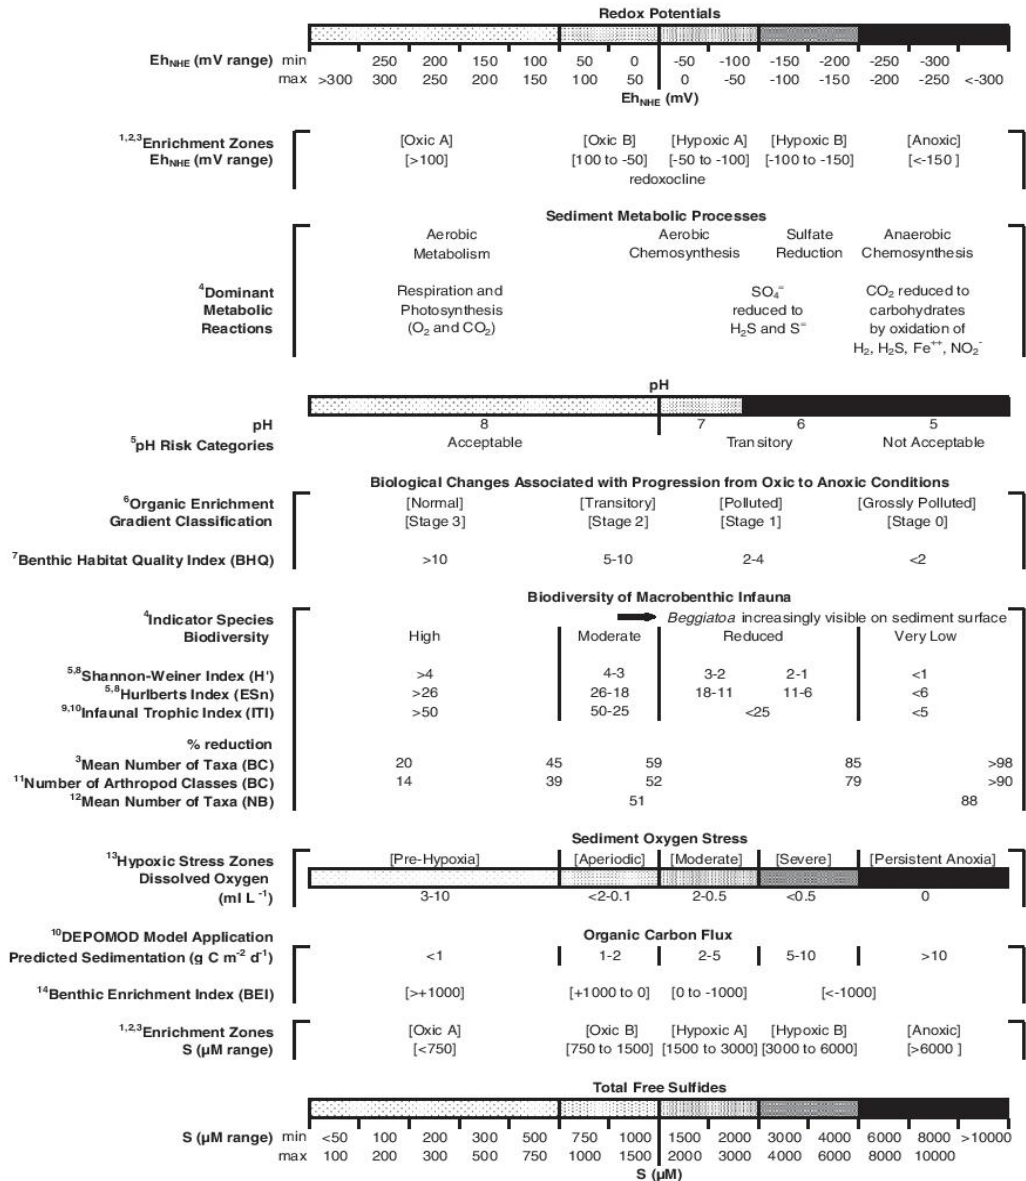 Redox Potentials
Eh_NHE (mV range) min 250 200 150 100 50 0 -50 -100 -150 -200 -250 -300
max >300 300 250 200 150 100 50 0 -50 -100 -150 -200 -250 <-300
Eh_NHE (mV)
1,2,3Enrichment Zones [Oxic A] [Oxic B] [Hypoxic A] [Hypoxic B] [Anoxic]
Eh_NHE (mV range) [>100] [100 to -50] [-50 to -100] [-100 to -150] [<-150 ]
redoxocline
Sediment Metabolic Processes
Aerobic Aerobic Sulfate Anaerobic
Metabolism Chemosynthesis Reduction Chemosynthesis
4Dominant Respiration and SO₄⁼ CO₂ reduced to
Metabolic Photosynthesis reduced to carbohydrates
Reactions (O₂ and CO₂) H₂S and S⁼ by oxidation of
H₂, H₂S, Fe⁺⁺, NO₂⁻
pH
pH 8 7 6 5
5pH Risk Categories Acceptable Transitory Not Acceptable
Biological Changes Associated with Progression from Oxic to Anoxic Conditions
6Organic Enrichment [Normal] [Transitory] [Polluted] [Grossly Polluted]
Gradient Classification [Stage 3] [Stage 2] [Stage 1] [Stage 0]
7Benthic Habitat Quality Index (BHQ) >10 5-10 2-4 <2
Biodiversity of Macrobenthic Infauna
4Indicator Species Beggiatoa increasingly visible on sediment surface
Biodiversity High Moderate Reduced Very Low
5,8Shannon-Weiner Index (H') >4 4-3 3-2 2-1 <1
5,8Hurlberts Index (ESn) >26 26-18 18-11 11-6 <6
9,10Infaunal Trophic Index (ITI) >50 50-25 <25 <5
% reduction
3Mean Number of Taxa (BC) 20 45 59 85 >98
11Number of Arthropod Classes (BC) 14 39 52 79 >90
12Mean Number of Taxa (NB) 51 88
Sediment Oxygen Stress
13Hypoxic Stress Zones [Pre-Hypoxia] [Aperiodic] [Moderate] [Severe] [Persistent Anoxia]
Dissolved Oxygen
(ml L ⁻¹) 3-10 <2-0.1 2-0.5 <0.5 0
10DEPOMOD Model Application Organic Carbon Flux
Predicted Sedimentation (g C m⁻² d⁻¹) <1 1-2 2-5 5-10 >10
14Benthic Enrichment Index (BEI) [>+1000] [+1000 to 0] [0 to -1000] [<-1000]
1,2,3Enrichment Zones [Oxic A] [Oxic B] [Hypoxic A] [Hypoxic B] [Anoxic]
S (µM range) [<750] [750 to 1500] [1500 to 3000] [3000 to 6000] [>6000 ]
Total Free Sulfides
S (µM range) min <50 100 200 300 500 750 1000 1500 2000 3000 4000 6000 8000 >10000
max 100 200 300 500 750 1000 1500 2000 3000 4000 6000 8000 10000
S (µM)